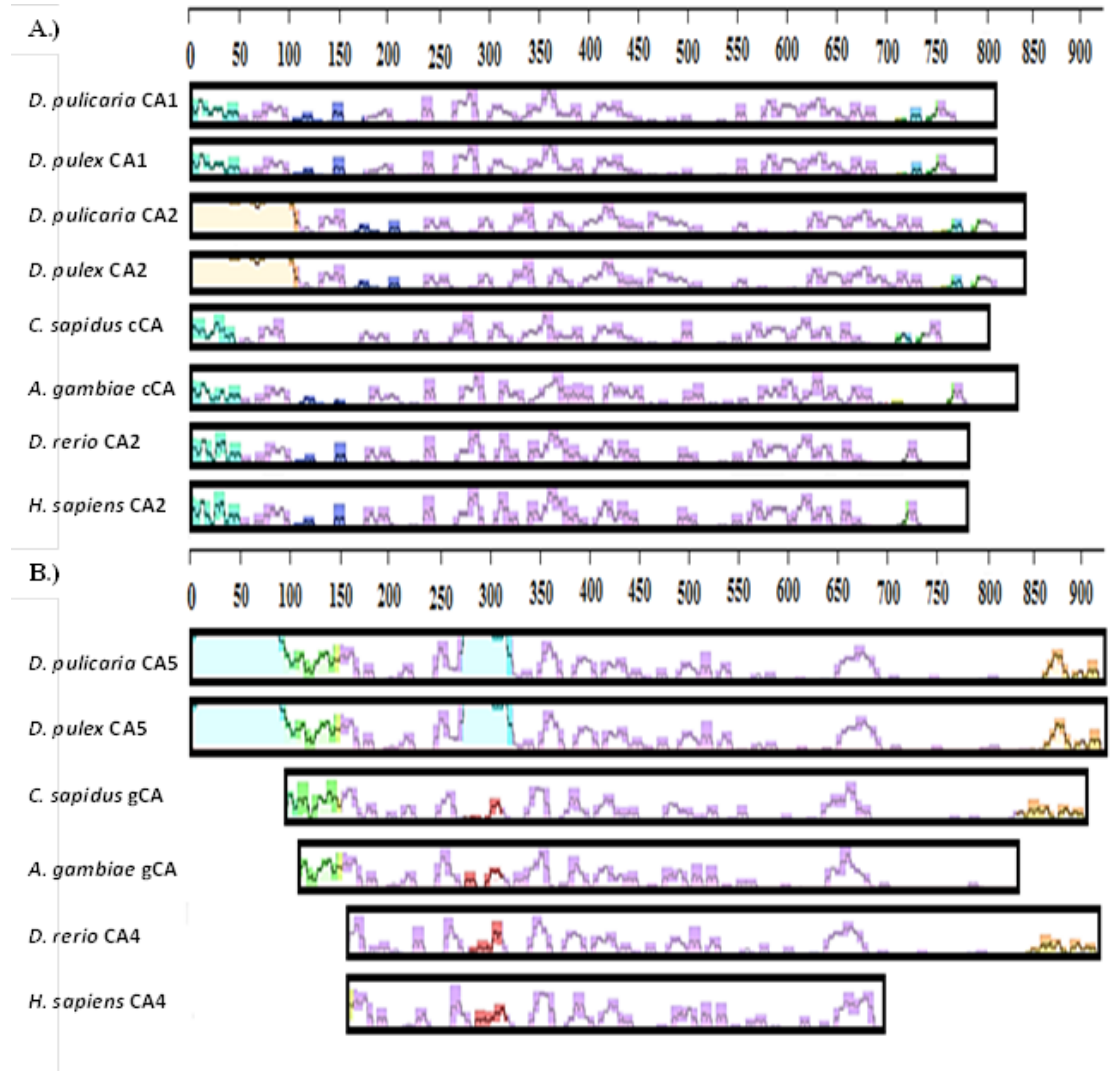 A.)
0 50 100 150 200 250 300 350 400 450 500 550 600 650 700 750 800 850 900
D. pulicaria CA1
D. pulex CA1
D. pulicaria CA2
D. pulex CA2
C. sapidus cCA
A. gambiae cCA
D. rerio CA2
H. sapiens CA2
B.)
0 50 100 150 200 250 300 350 400 450 500 550 600 650 700 750 800 850 900
D. pulicaria CA5
D. pulex CA5
C. sapidus gCA
A. gambiae gCA
D. rerio CA4
H. sapiens CA4